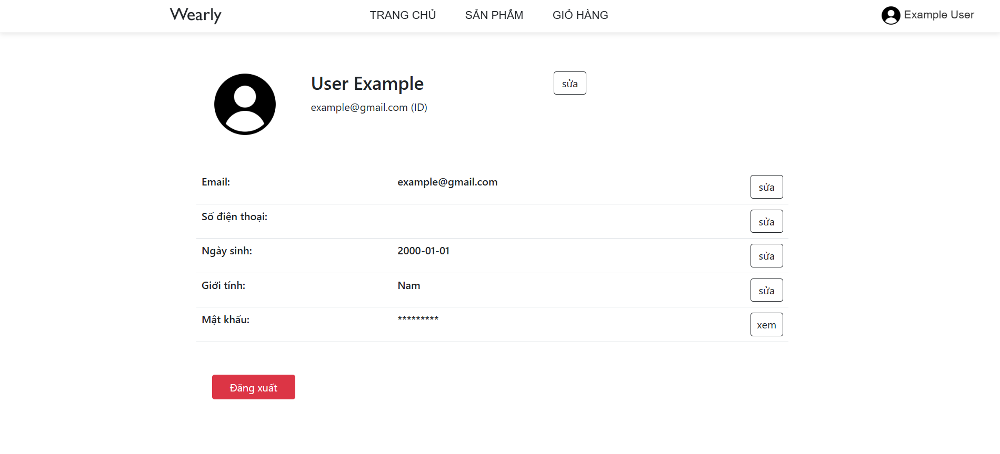 Wearly TRANG CHỦ SẢN PHẨM GIỎ HÀNG Example User
User Example sửa
example@gmail.com (ID)
Email: example@gmail.com sửa
Số điện thoại: sửa
Ngày sinh: 2000-01-01 sửa
Giới tính: Nam sửa
Mật khẩu: ********* xem
Đăng xuất